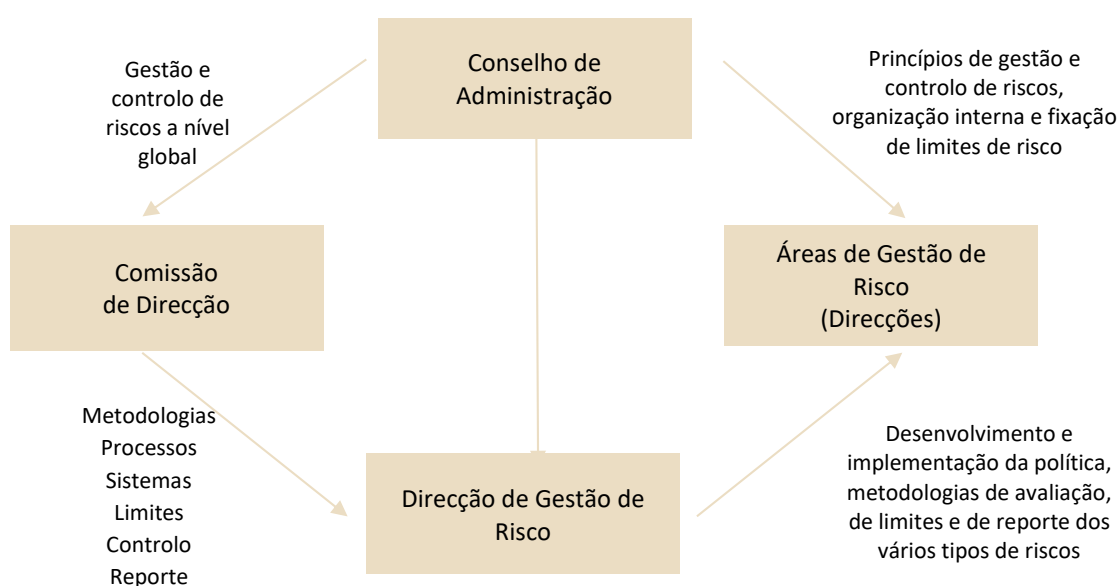 Conselho de
Administração
Gestão e
controlo de
riscos a nível
global
Princípios de gestão e
controlo de riscos,
organização interna e fixação
de limites de risco
Comissão
de Direcção
Áreas de Gestão de
Risco
(Direcções)
Metodologias
Processos
Sistemas
Limites
Controlo
Reporte
Direcção de Gestão de
Risco
Desenvolvimento e
implementação da política,
metodologias de avaliação,
de limites e de reporte dos
vários tipos de riscos